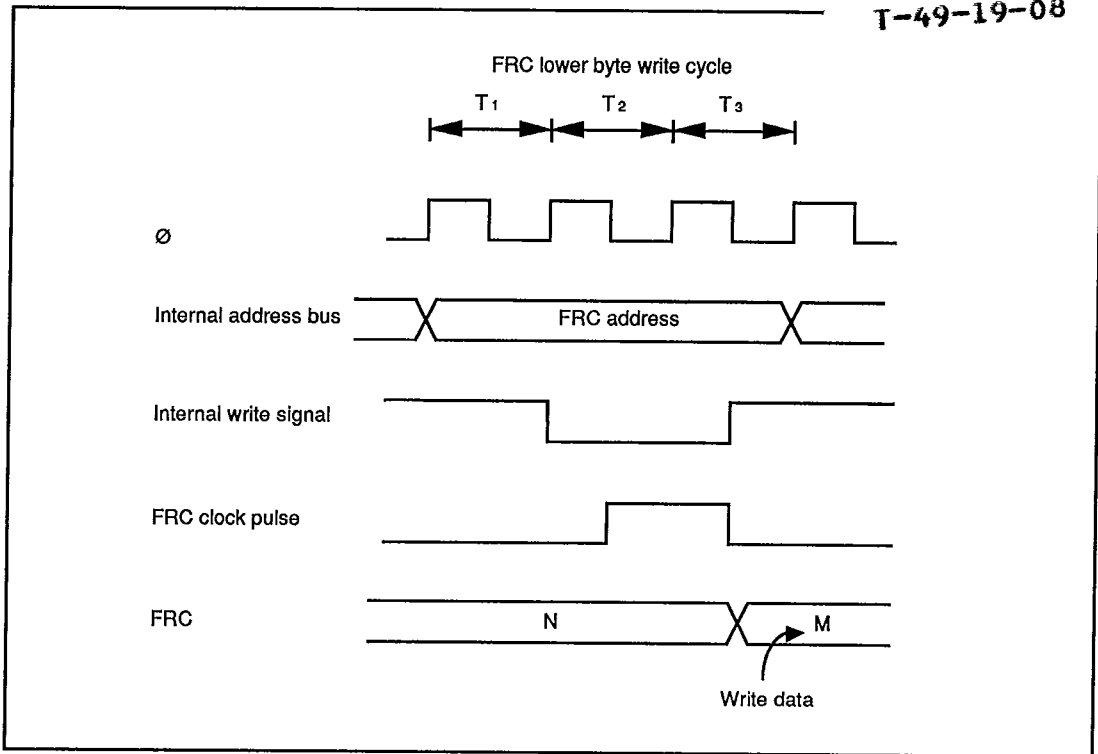 T-49-19-08
FRC lower byte write cycle
T1 T2 T3
Ø
Internal address bus
FRC address
Internal write signal
FRC clock pulse
FRC
N
M
Write data